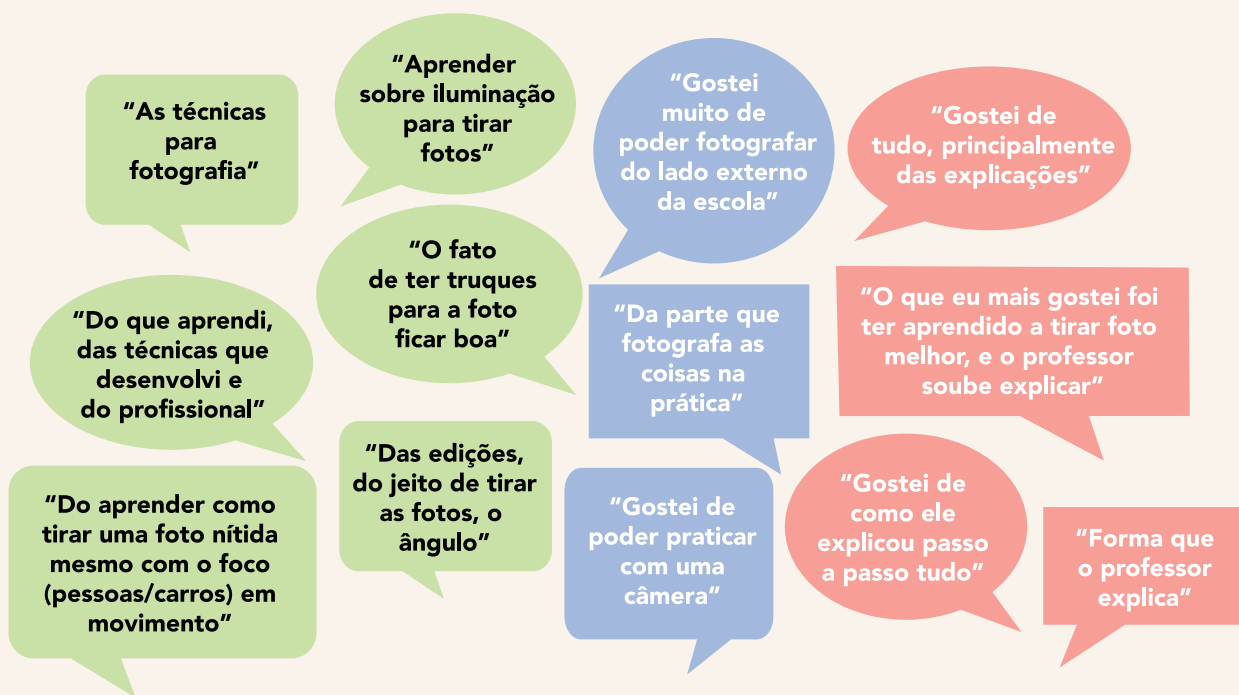 “As técnicas
para
fotografia”
“Aprender
sobre iluminação
para tirar
fotos”
“Gostei
muito de
poder fotografar
do lado externo
da escola”
“Gostei de
tudo, principalmente
das explicações”
“Do que aprendi,
das técnicas que
desenvolvi e
do profissional”
“O fato
de ter truques
para a foto
ficar boa”
“Da parte que
fotografa as
coisas na
prática”
“O que eu mais gostei foi
ter aprendido a tirar foto
melhor, e o professor
soube explicar”
“Do aprender como
tirar uma foto nítida
mesmo com o foco
(pessoas/carros) em
movimento”
“Das edições,
do jeito de tirar
as fotos, o
ângulo”
“Gostei de
poder praticar
com uma
câmera”
“Gostei de
como ele
explicou passo
a passo tudo”
“Forma que
o professor
explica”